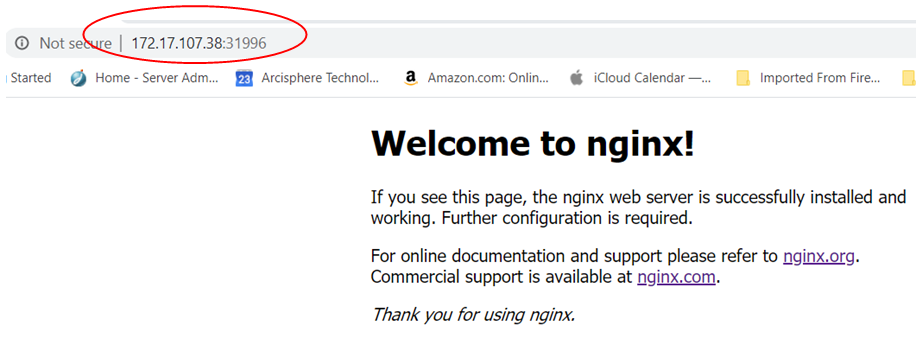 Not secure | 172.17.107.38:31996
Started Home - Server Adm... 23 Arcisphere Technol... Amazon.com: Onlin... iCloud Calendar —... Imported From Fire...
Welcome to nginx!
If you see this page, the nginx web server is successfully installed and
working. Further configuration is required.
For online documentation and support please refer to nginx.org.
Commercial support is available at nginx.com.
Thank you for using nginx.